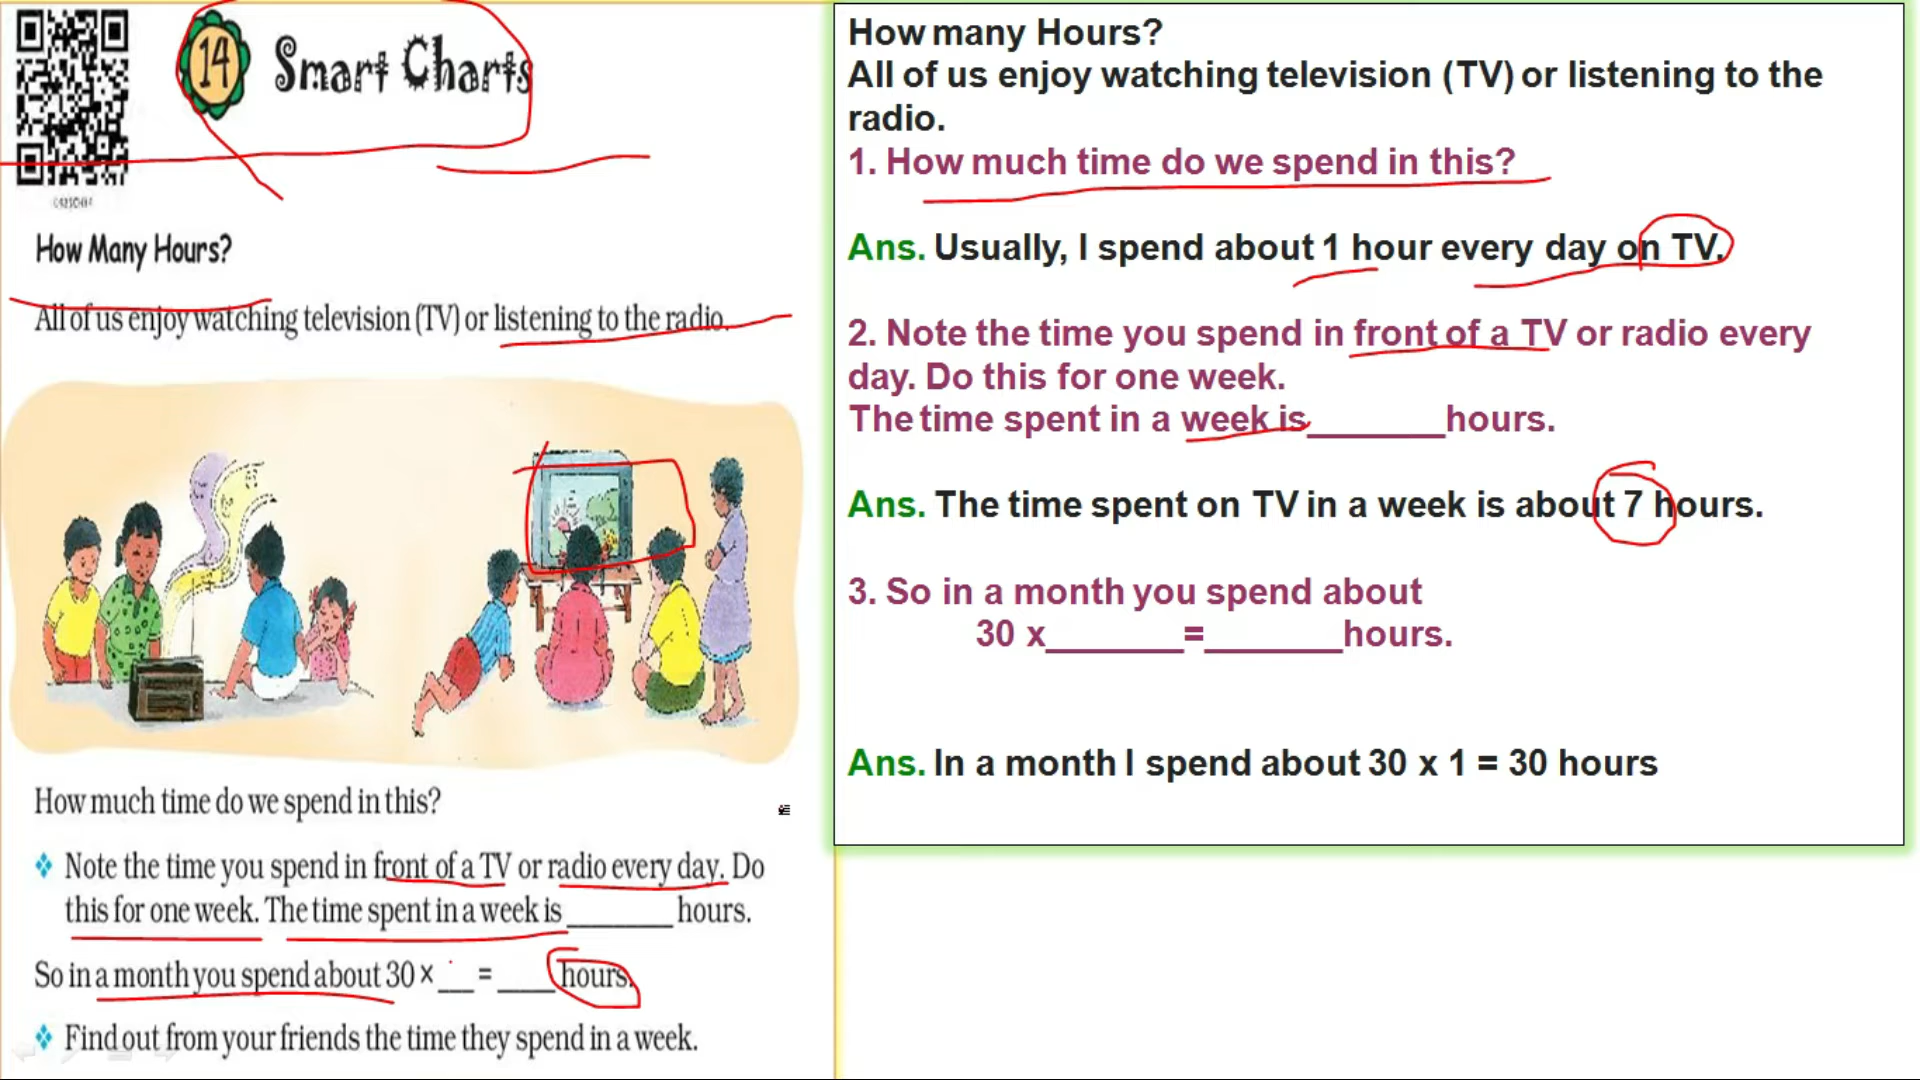 14 Smart Charts
How Many Hours?
All of us enjoy watching television (TV) or listening to the radio.
How much time do we spend in this?
❖ Note the time you spend in front of a TV or radio every day. Do
this for one week. The time spent in a week is ________ hours.
So in a month you spend about 30 × ___ = ____ hours.
❖ Find out from your friends the time they spend in a week.
How many Hours?
All of us enjoy watching television (TV) or listening to the
radio.
1. How much time do we spend in this?
Ans. Usually, I spend about 1 hour every day on TV.
2. Note the time you spend in front of a TV or radio every
day. Do this for one week.
The time spent in a week is_______hours.
Ans. The time spent on TV in a week is about 7 hours.
3. So in a month you spend about
30 x_______=_______hours.
Ans. In a month I spend about 30 x 1 = 30 hours